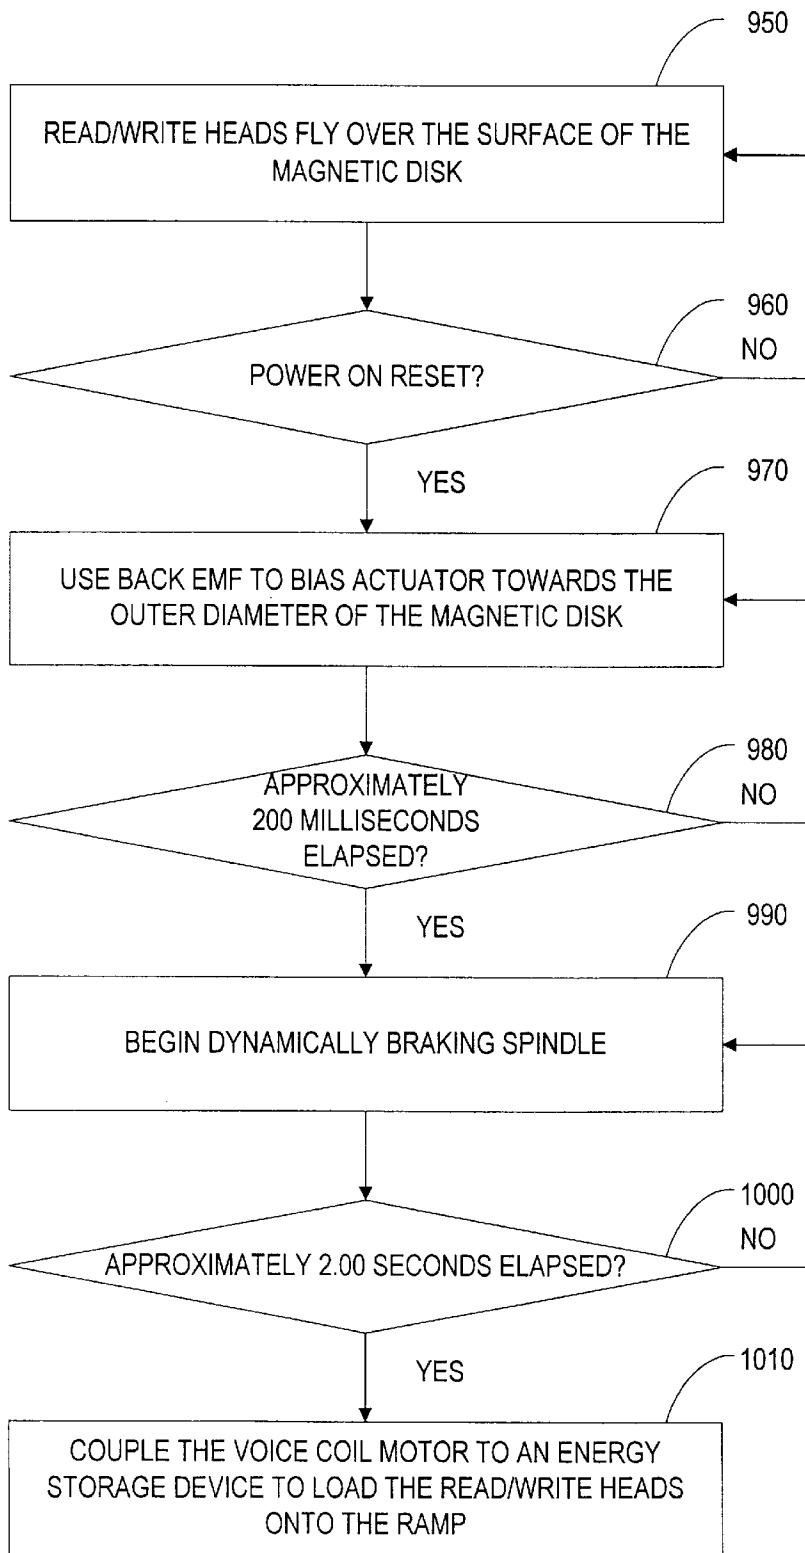 950
READ/WRITE HEADS FLY OVER THE SURFACE OF THE
MAGNETIC DISK
960
NO
POWER ON RESET?
YES
970
USE BACK EMF TO BIAS ACTUATOR TOWARDS THE
OUTER DIAMETER OF THE MAGNETIC DISK
980
NO
APPROXIMATELY
200 MILLISECONDS
ELAPSED?
YES
990
BEGIN DYNAMICALLY BRAKING SPINDLE
1000
NO
APPROXIMATELY 2.00 SECONDS ELAPSED?
YES
1010
COUPLE THE VOICE COIL MOTOR TO AN ENERGY
STORAGE DEVICE TO LOAD THE READ/WRITE HEADS
ONTO THE RAMP